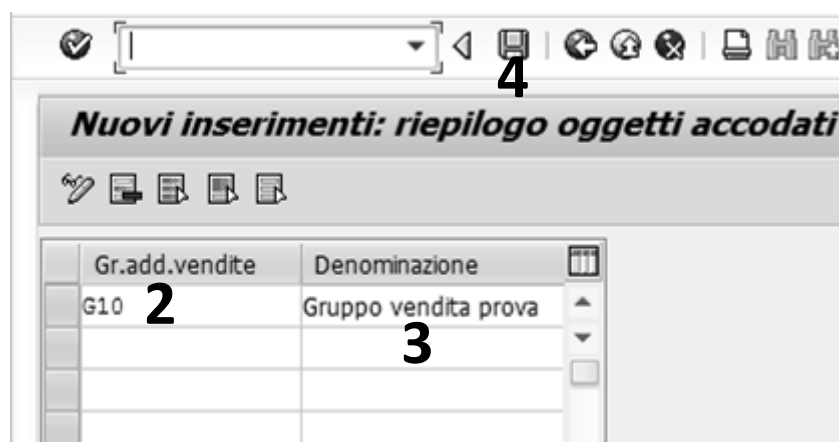 4
Nuovi inserimenti: riepilogo oggetti accodati
Gr.add.vendite Denominazione
G10 2 Gruppo vendita prova
3